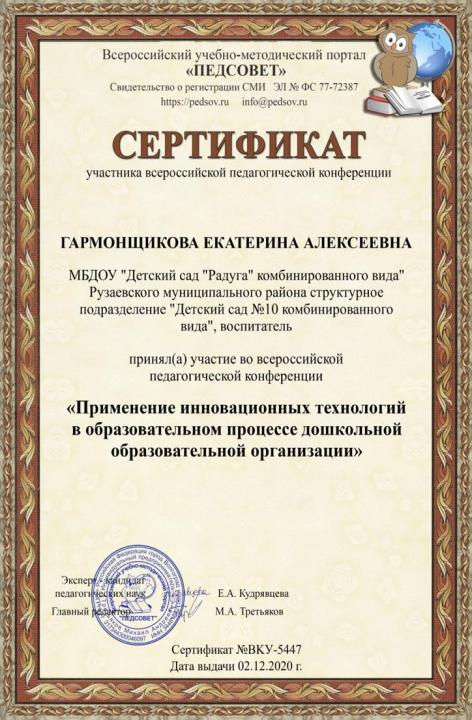 Всероссийский учебно-методический портал
«ПЕДСОВЕТ»
Свидетельство о регистрации СМИ ЭЛ № ФС 77-72387
https://pedsov.ru info@pedsov.ru
СЕРТИФИКАТ
участника всероссийской педагогической конференции
ГАРМОНЩИКОВА ЕКАТЕРИНА АЛЕКСЕЕВНА
МБДОУ "Детский сад "Радуга" комбинированного вида"
Рузаевского муниципального района структурное
подразделение "Детский сад №10 комбинированного
вида", воспитатель
принял(а) участие во всероссийской
педагогической конференции
«Применение инновационных технологий
в образовательном процессе дошкольной
образовательной организации»
Эксперт - кандидат
педагогических наук Е.А. Кудрявцева
Главный редактор М.А. Третьяков
"ПЕДСОВЕТ"
Сертификат №ВКУ-5447
Дата выдачи 02.12.2020 г.